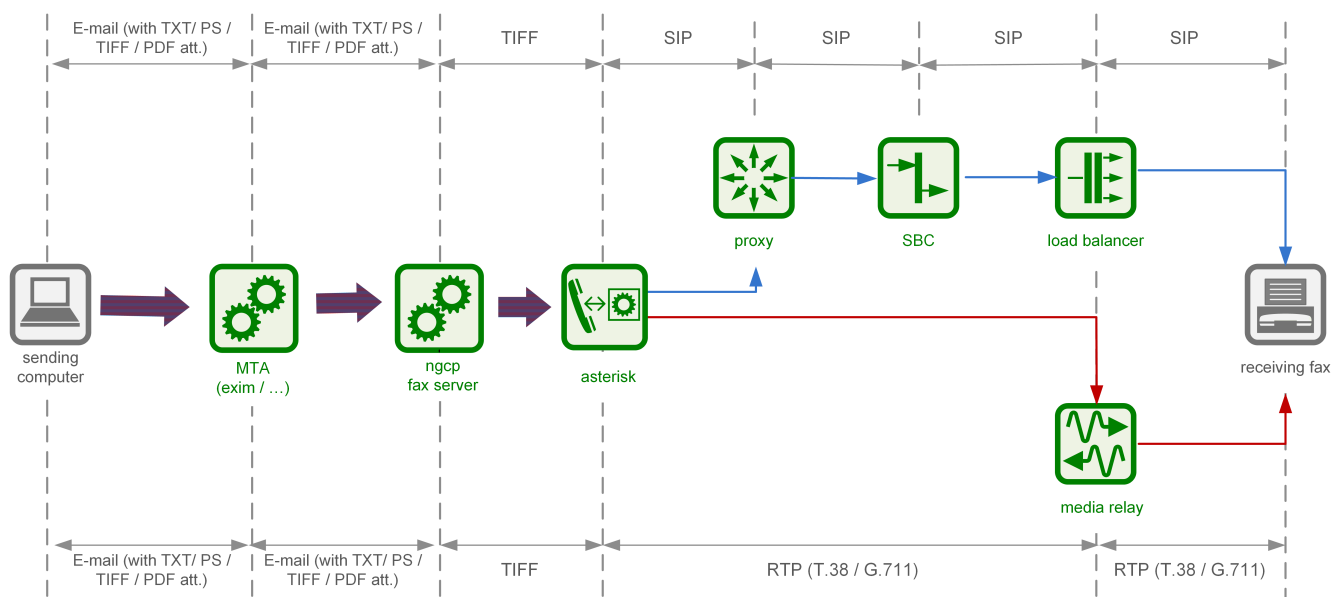 E-mail (with TXT/ PS /
TIFF / PDF att.)
E-mail (with TXT/ PS /
TIFF / PDF att.)
TIFF
SIP
SIP
SIP
SIP
proxy
SBC
load balancer
sending
computer
MTA
(exim / ...)
ngcp
fax server
asterisk
receiving fax
media relay
E-mail (with TXT/ PS /
TIFF / PDF att.)
E-mail (with TXT/ PS /
TIFF / PDF att.)
TIFF
RTP (T.38 / G.711)
RTP (T.38 / G.711)